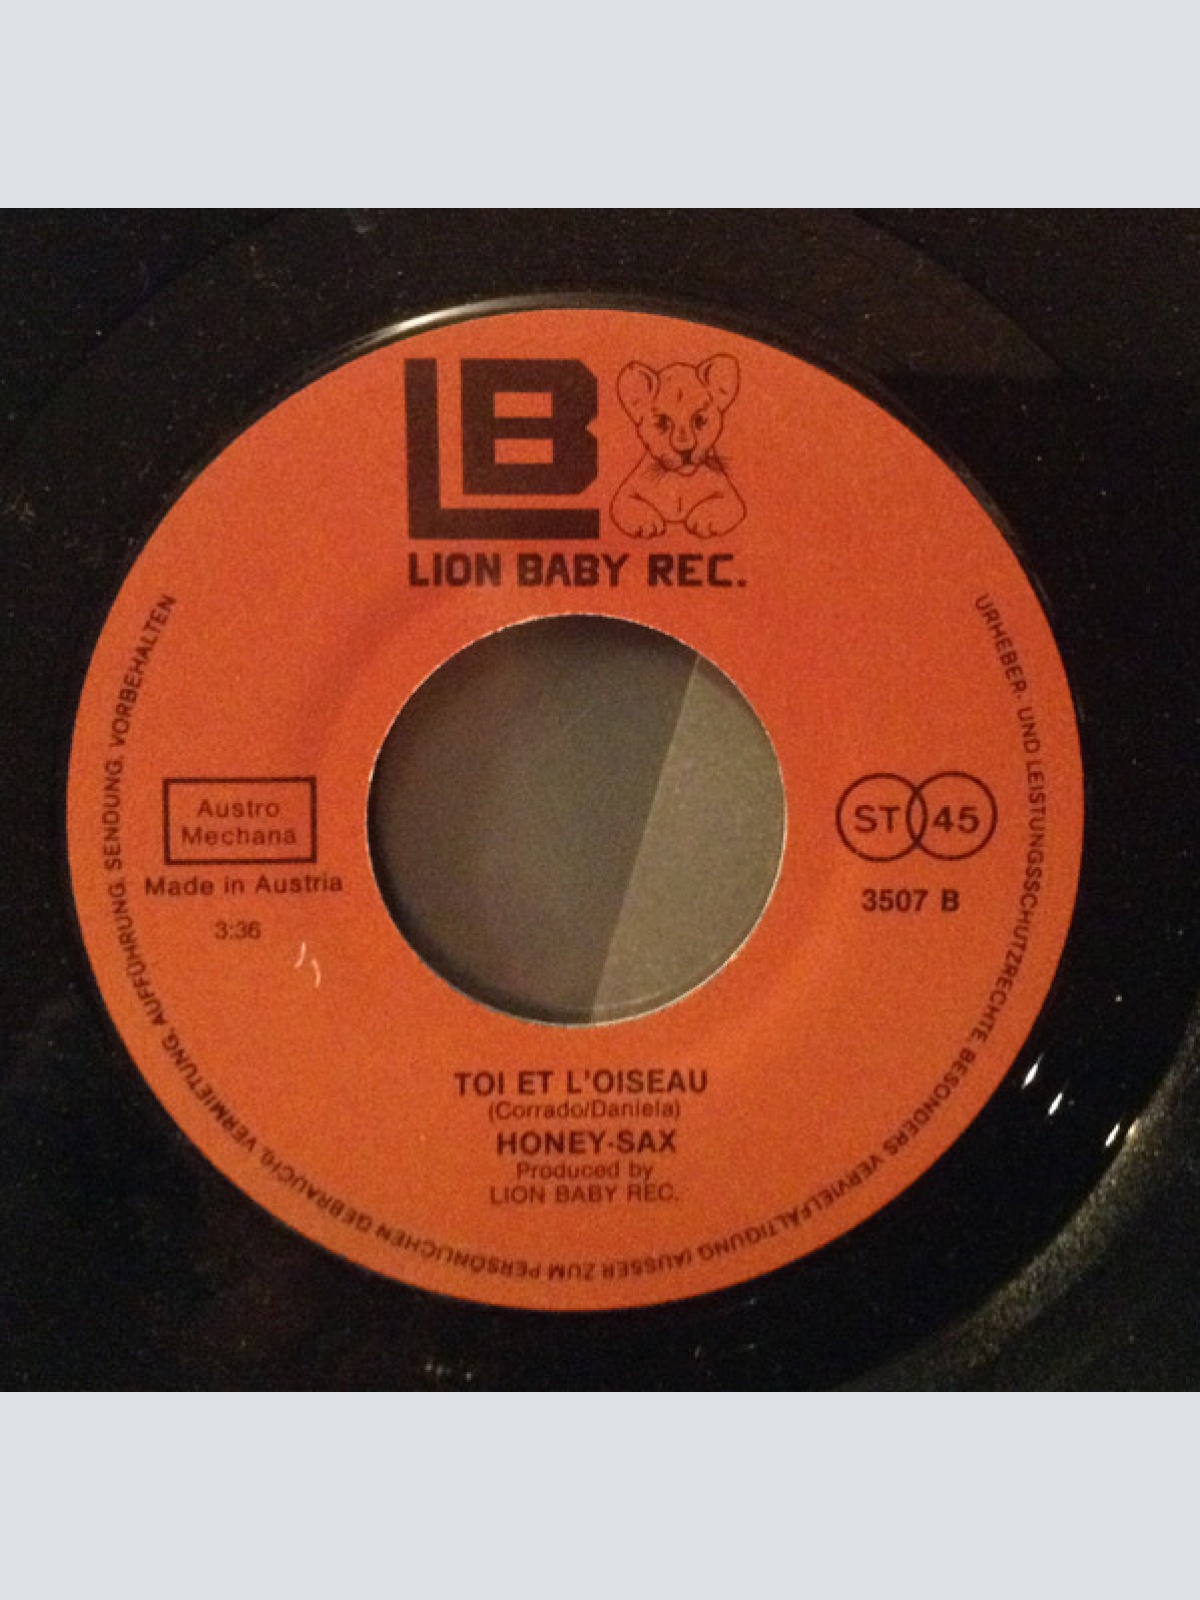 LB
LION BABY REC.
Austro
Mechana
Made in Austria
3:36
ST 45
3507 B
TOI ET L'OISEAU
(Corrado/Daniela)
HONEY-SAX
Produced by
LION BABY REC.
URHEBER- UND LEISTUNGSSCHUTZRECHTE, BESONDERS VERVIELFÄLTIGUNG (AUSSER ZUM PERSÖNLICHEN GEBRAUCH), VERMIETUNG, AUFFÜHRUNG, SENDUNG, VORBEHALTEN